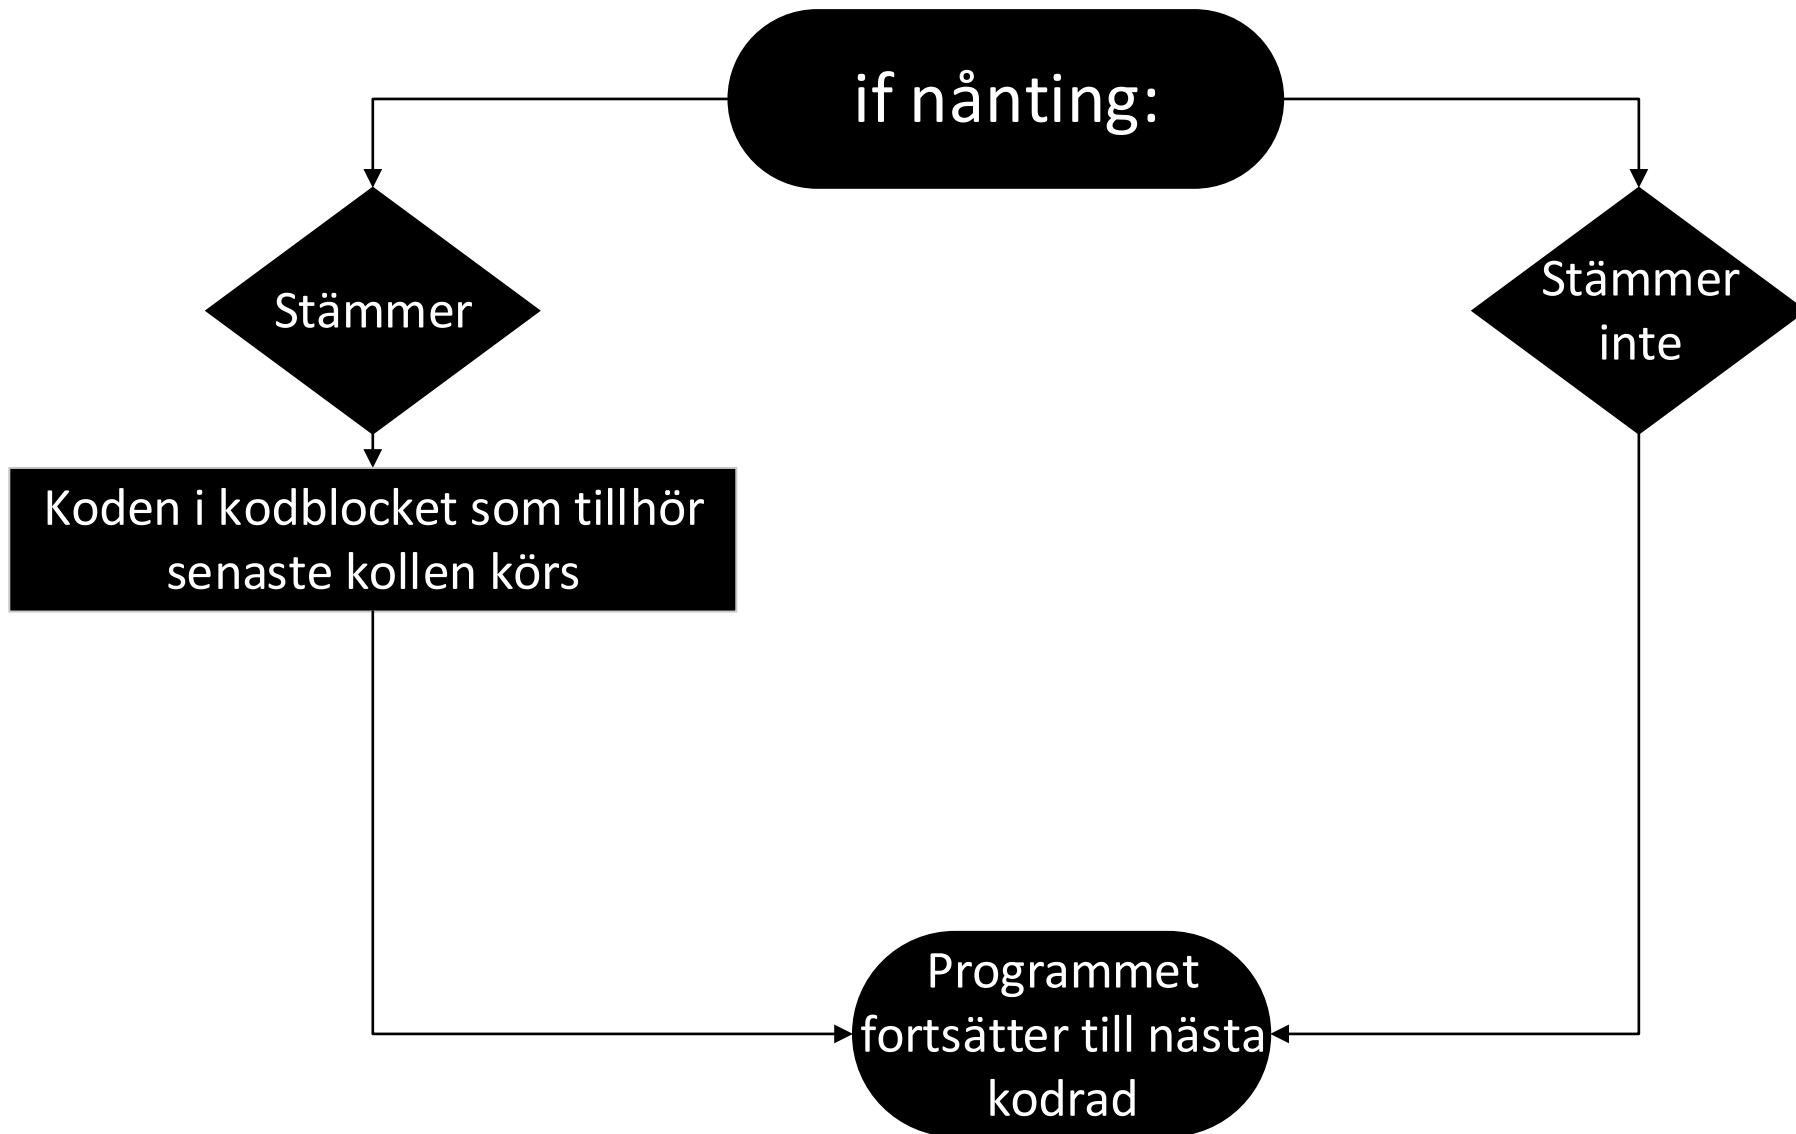 if nånting:
Stämmer
Stämmer
inte
Koden i kodblocket som tillhör
senaste kollen körs
Programmet
fortsätter till nästa
kodrad